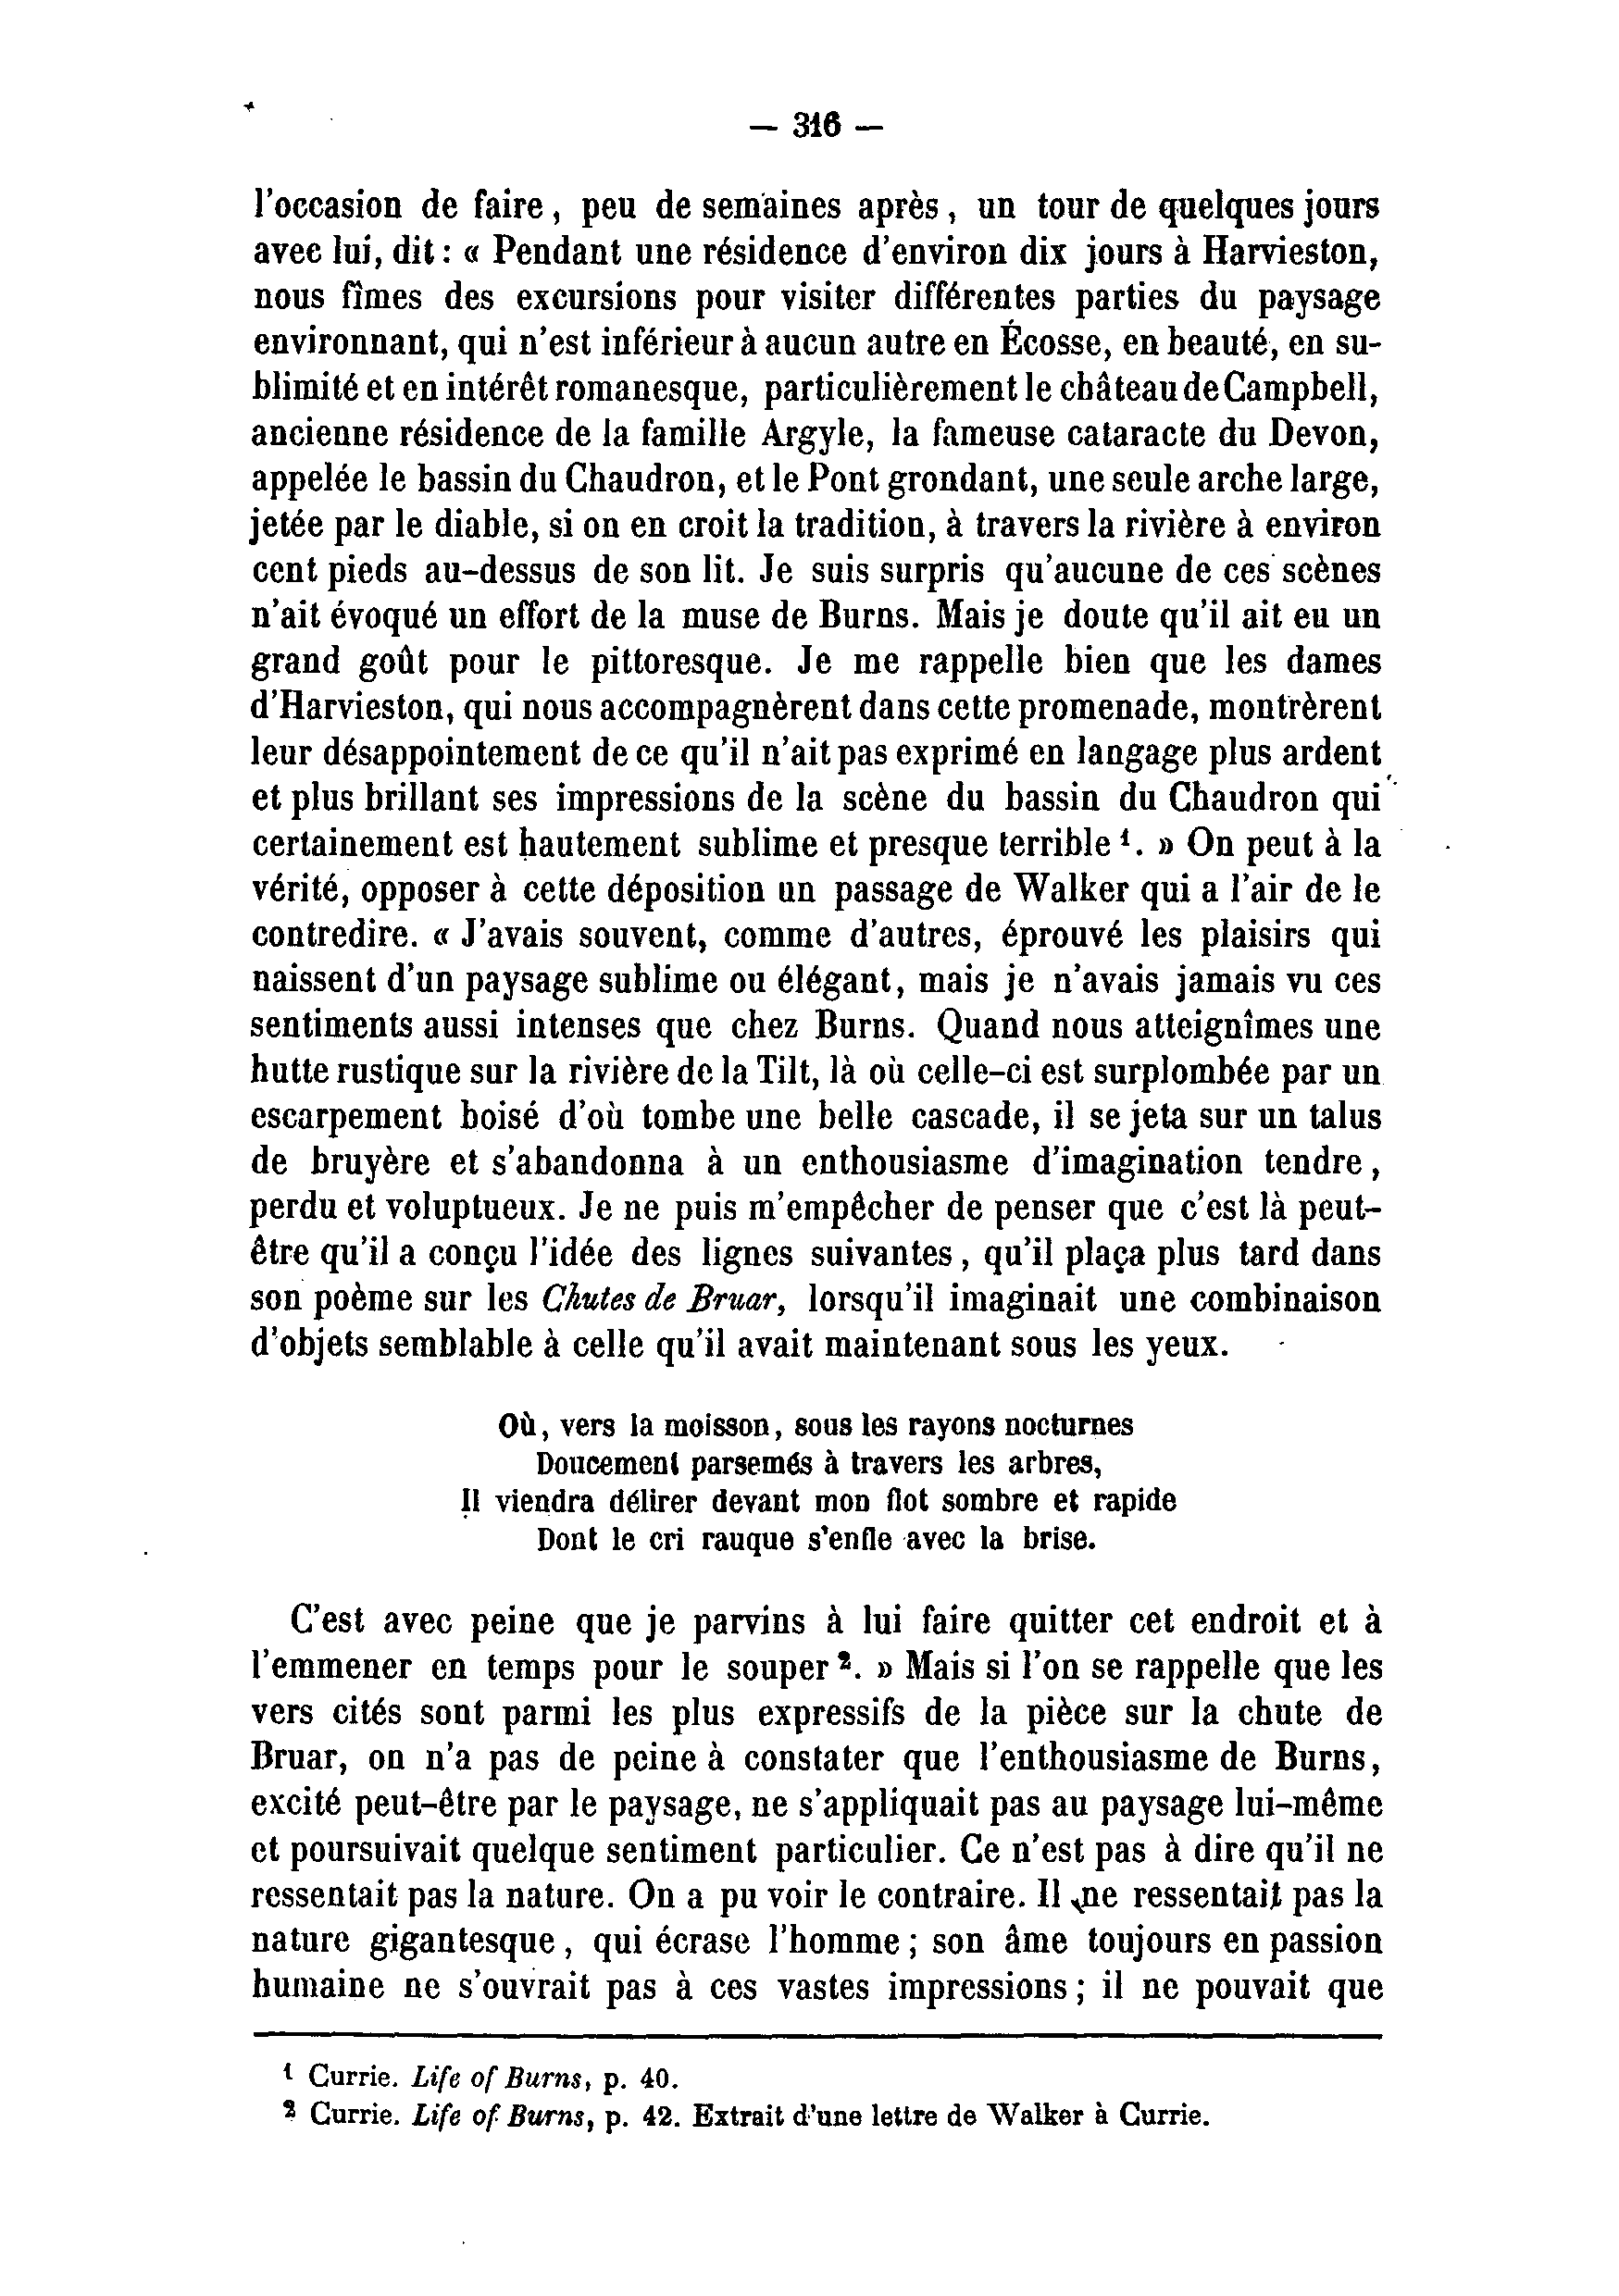 — 316 —
l'occasion de faire, peu de semaines après, un tour de quelques jours
avec lui, dit : « Pendant une résidence d'environ dix jours à Harvieston,
nous fîmes des excursions pour visiter différentes parties du paysage
environnant, qui n'est inférieur à aucun autre en Écosse, en beauté, en su-
blimité et en intérêt romanesque, particulièrement le château de Campbell,
ancienne résidence de la famille Argyle, la fameuse cataracte du Devon,
appelée le bassin du Chaudron, et le Pont grondant, une seule arche large,
jetée par le diable, si on en croit la tradition, à travers la rivière à environ
cent pieds au-dessus de son lit. Je suis surpris qu'aucune de ces scènes
n'ait évoqué un effort de la muse de Burns. Mais je doute qu'il ait eu un
grand goût pour le pittoresque. Je me rappelle bien que les dames
d'Harvieston, qui nous accompagnèrent dans cette promenade, montrèrent
leur désappointement de ce qu'il n'ait pas exprimé en langage plus ardent
et plus brillant ses impressions de la scène du bassin du Chaudron qui
certainement est hautement sublime et presque terrible ¹. » On peut à la
vérité, opposer à cette déposition un passage de Walker qui a l'air de le
contredire. « J'avais souvent, comme d'autres, éprouvé les plaisirs qui
naissent d'un paysage sublime ou élégant, mais je n'avais jamais vu ces
sentiments aussi intenses que chez Burns. Quand nous atteignîmes une
hutte rustique sur la rivière de la Tilt, là où celle-ci est surplombée par un
escarpement boisé d'où tombe une belle cascade, il se jeta sur un talus
de bruyère et s'abandonna à un enthousiasme d'imagination tendre,
perdu et voluptueux. Je ne puis m'empêcher de penser que c'est là peut-
être qu'il a conçu l'idée des lignes suivantes, qu'il plaça plus tard dans
son poème sur les Chutes de Bruar, lorsqu'il imaginait une combinaison
d'objets semblable à celle qu'il avait maintenant sous les yeux.
Où, vers la moisson, sous les rayons nocturnes
Doucement parsemés à travers les arbres,
Il viendra délirer devant mon flot sombre et rapide
Dont le cri rauque s'enfle avec la brise.
C'est avec peine que je parvins à lui faire quitter cet endroit et à
l'emmener en temps pour le souper ². » Mais si l'on se rappelle que les
vers cités sont parmi les plus expressifs de la pièce sur la chute de
Bruar, on n'a pas de peine à constater que l'enthousiasme de Burns,
excité peut-être par le paysage, ne s'appliquait pas au paysage lui-même
et poursuivait quelque sentiment particulier. Ce n'est pas à dire qu'il ne
ressentait pas la nature. On a pu voir le contraire. Il ne ressentait pas la
nature gigantesque, qui écrase l'homme ; son âme toujours en passion
humaine ne s'ouvrait pas à ces vastes impressions ; il ne pouvait que
¹ Currie. Life of Burns, p. 40.
² Currie. Life of Burns, p. 42. Extrait d'une lettre de Walker à Currie.